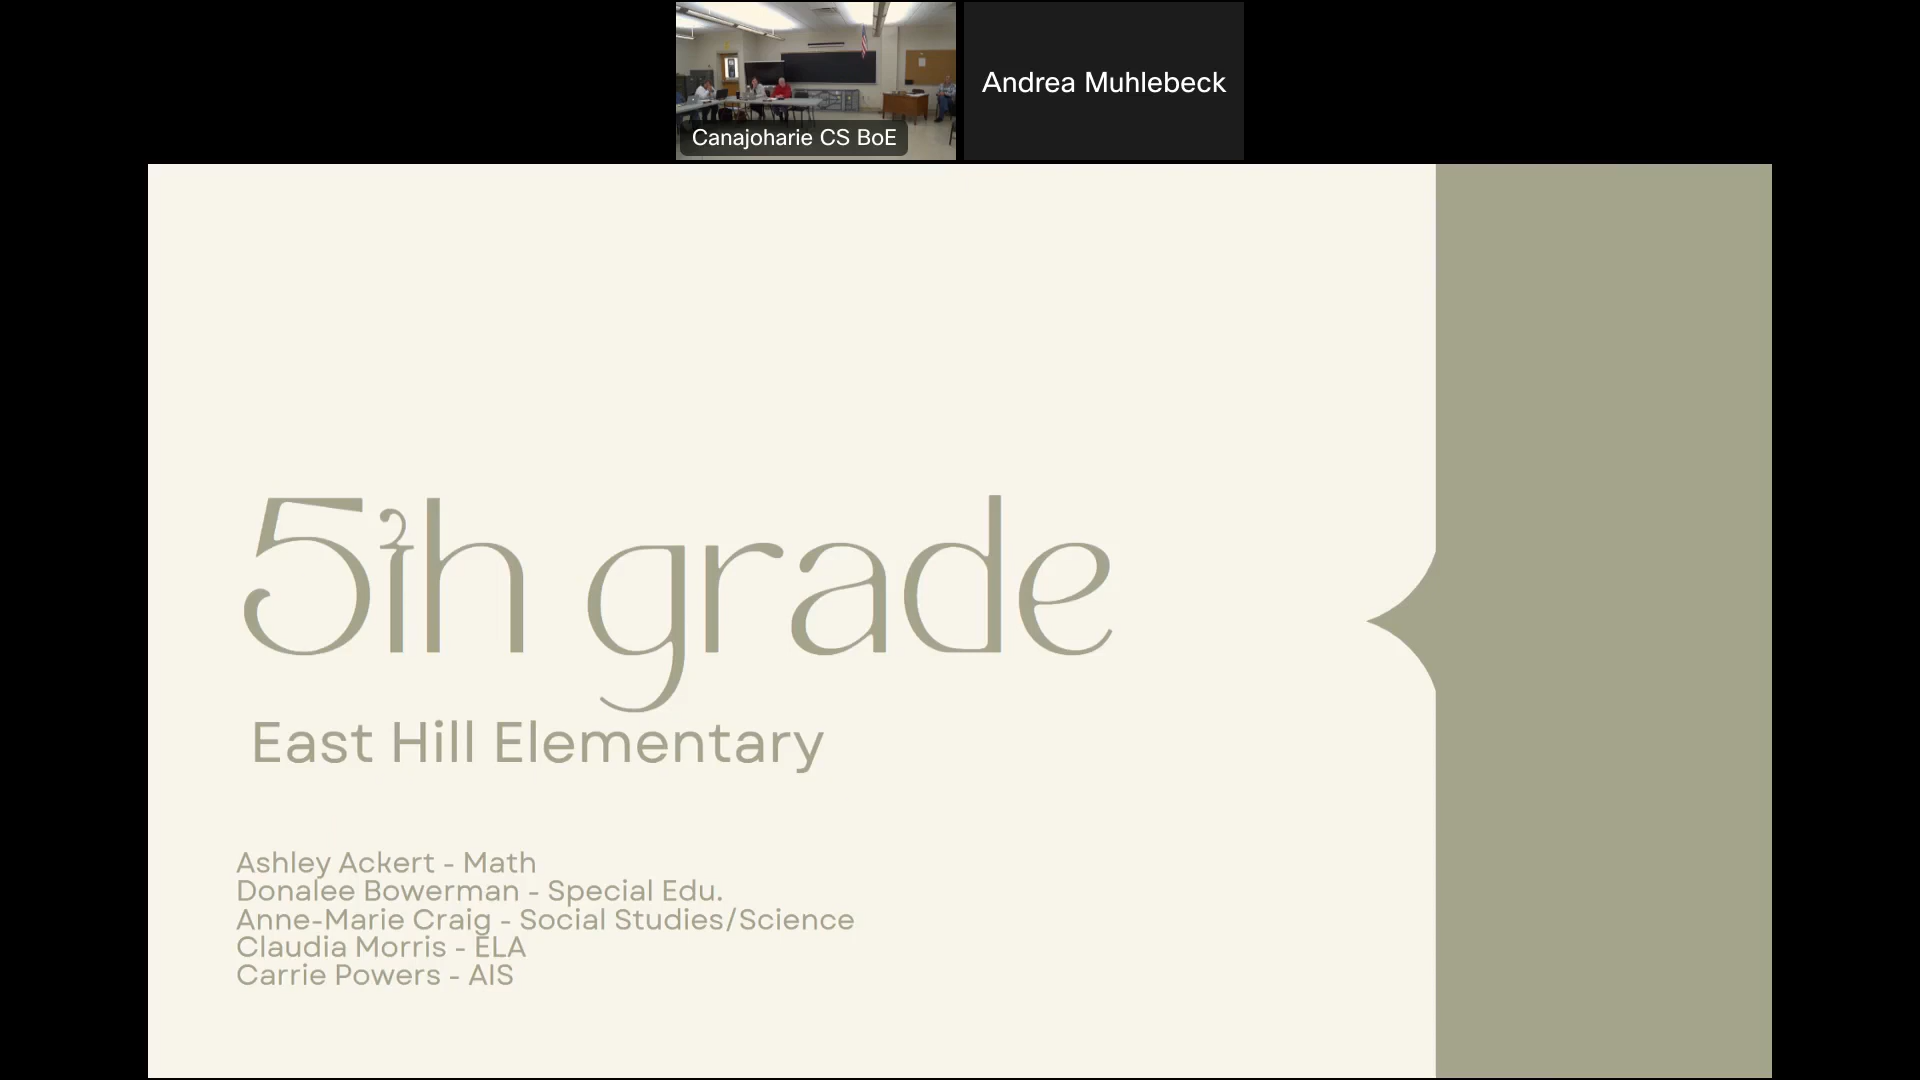 Canajoharie CS BoE
Andrea Muhlebeck
5th grade
East Hill Elementary
Ashley Ackert - Math
Donalee Bowerman - Special Edu.
Anne-Marie Craig - Social Studies/Science
Claudia Morris - ELA
Carrie Powers - AIS